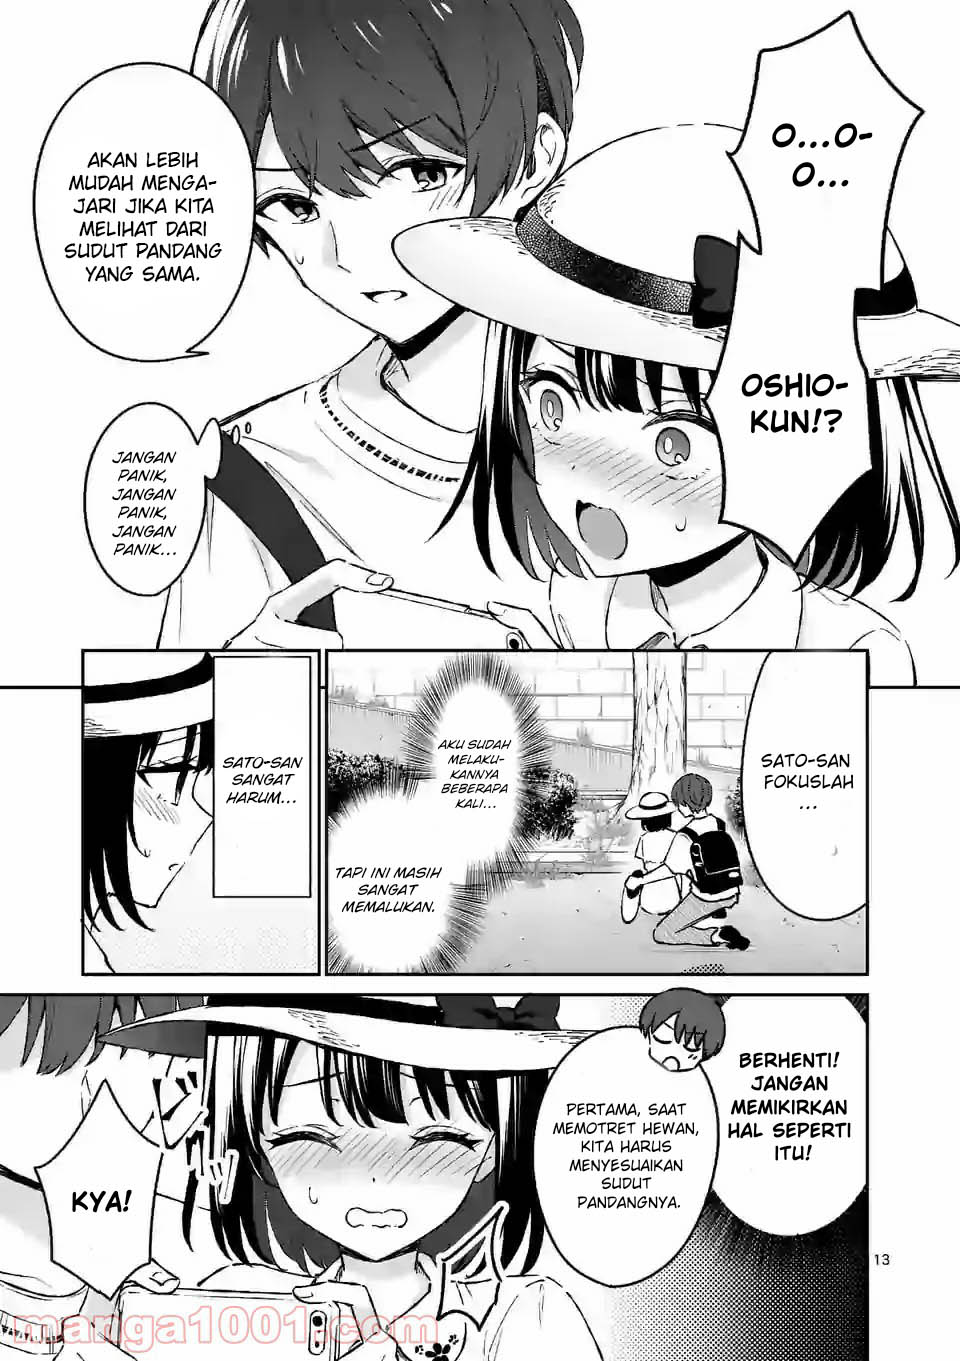 O...O-
O...
OSHIO-
KUN!?
AKAN LEBIH
MUDAH MENGA-
JARI JIKA KITA
MELIHAT DARI
SUDUT PANDANG
YANG SAMA.
JANGAN
PANIK,
JANGAN
PANIK,
JANGAN
PANIK...
SATO-SAN
FOKUSLAH
...
AKU SUDAH
MELAKU-
KANNYA
BEBERAPA
KALI...
TAPI INI MASIH
SANGAT
MEMALUKAN.
SATO-SAN
SANGAT
HARUM...
BERHENTI!
JANGAN
MEMIKIRKAN
HAL SEPERTI
ITU!
PERTAMA, SAAT
MEMOTRET HEWAN,
KITA HARUS
MENYESUAIKAN
SUDUT
PANDANGNYA.
KYA!
13
manga1001.com